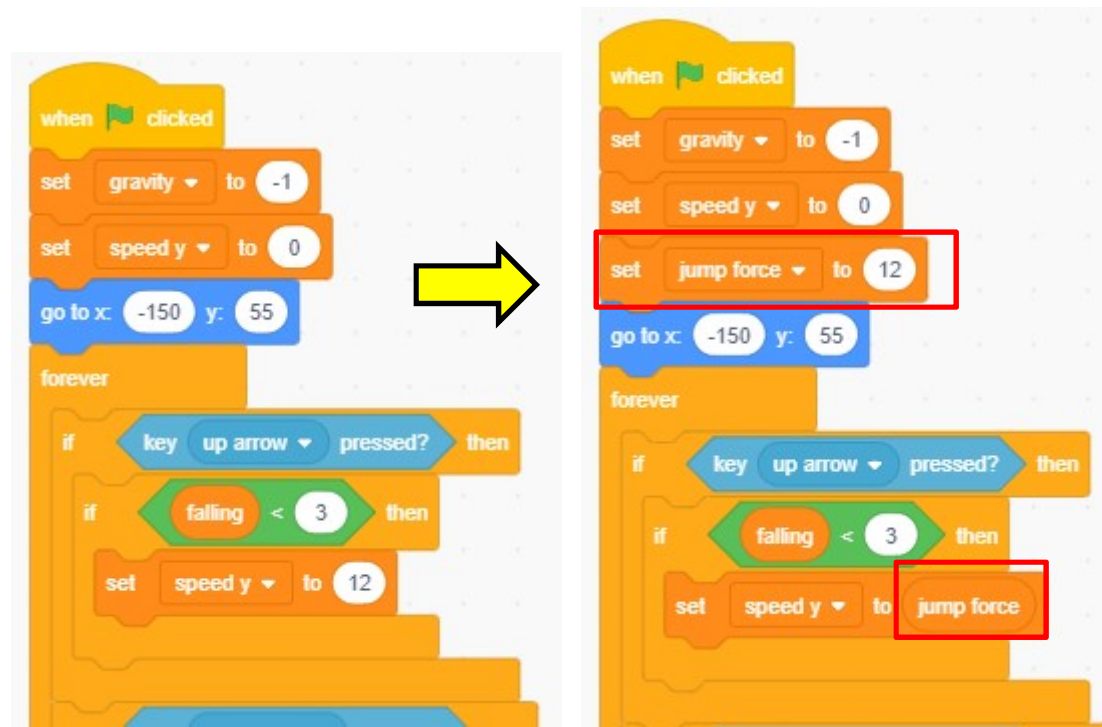 when clicked
set gravity to -1
set speed y to 0
go to x: -150 y: 55
forever
if key up arrow pressed? then
if falling < 3 then
set speed y to 12
when clicked
set gravity to -1
set speed y to 0
set jump force to 12
go to x: -150 y: 55
forever
if key up arrow pressed? then
if falling < 3 then
set speed y to jump force